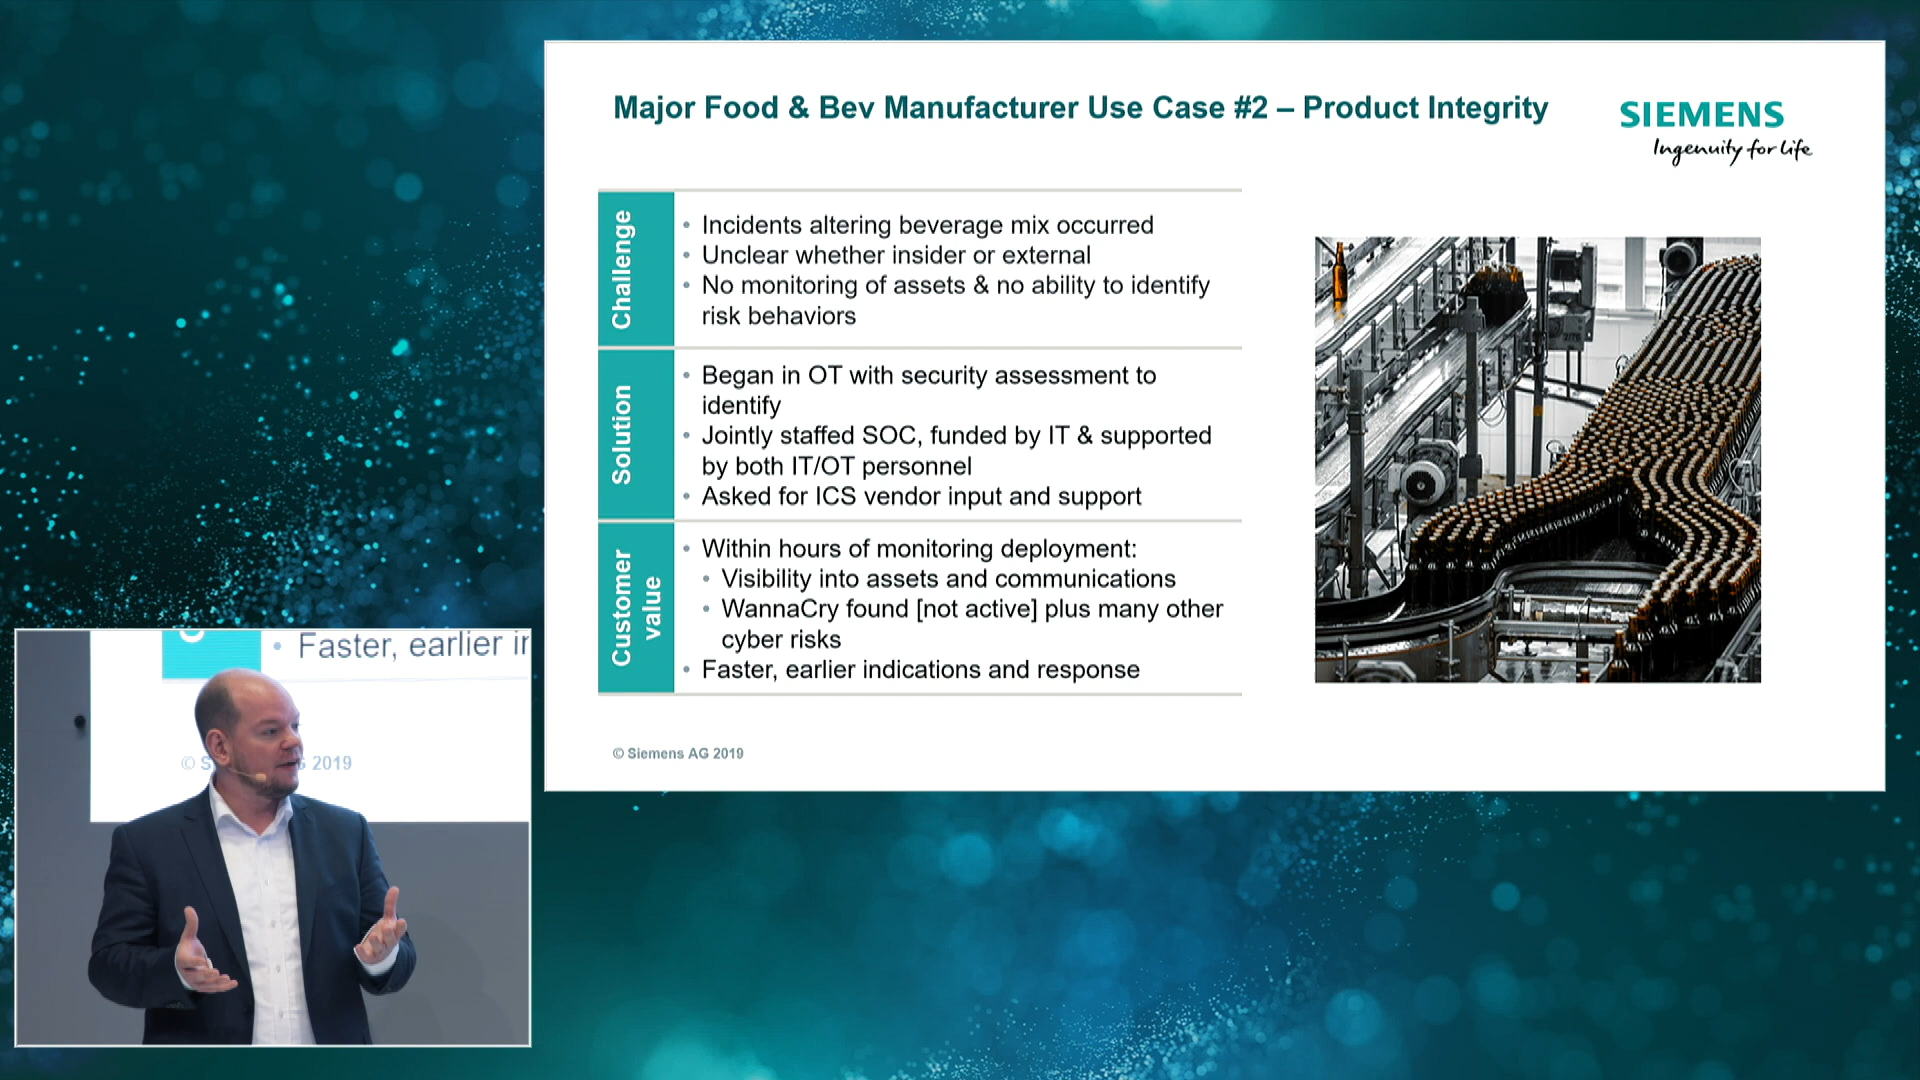 Major Food & Bev Manufacturer Use Case #2 – Product Integrity
SIEMENS
Ingenuity for life
Challenge
• Incidents altering beverage mix occurred
• Unclear whether insider or external
• No monitoring of assets & no ability to identify
risk behaviors
Solution
• Began in OT with security assessment to
identify
• Jointly staffed SOC, funded by IT & supported
by both IT/OT personnel
• Asked for ICS vendor input and support
Customer
value
• Within hours of monitoring deployment:
• Visibility into assets and communications
• WannaCry found [not active] plus many other
cyber risks
• Faster, earlier indications and response
© Siemens AG 2019
• Faster, earlier
© 2019